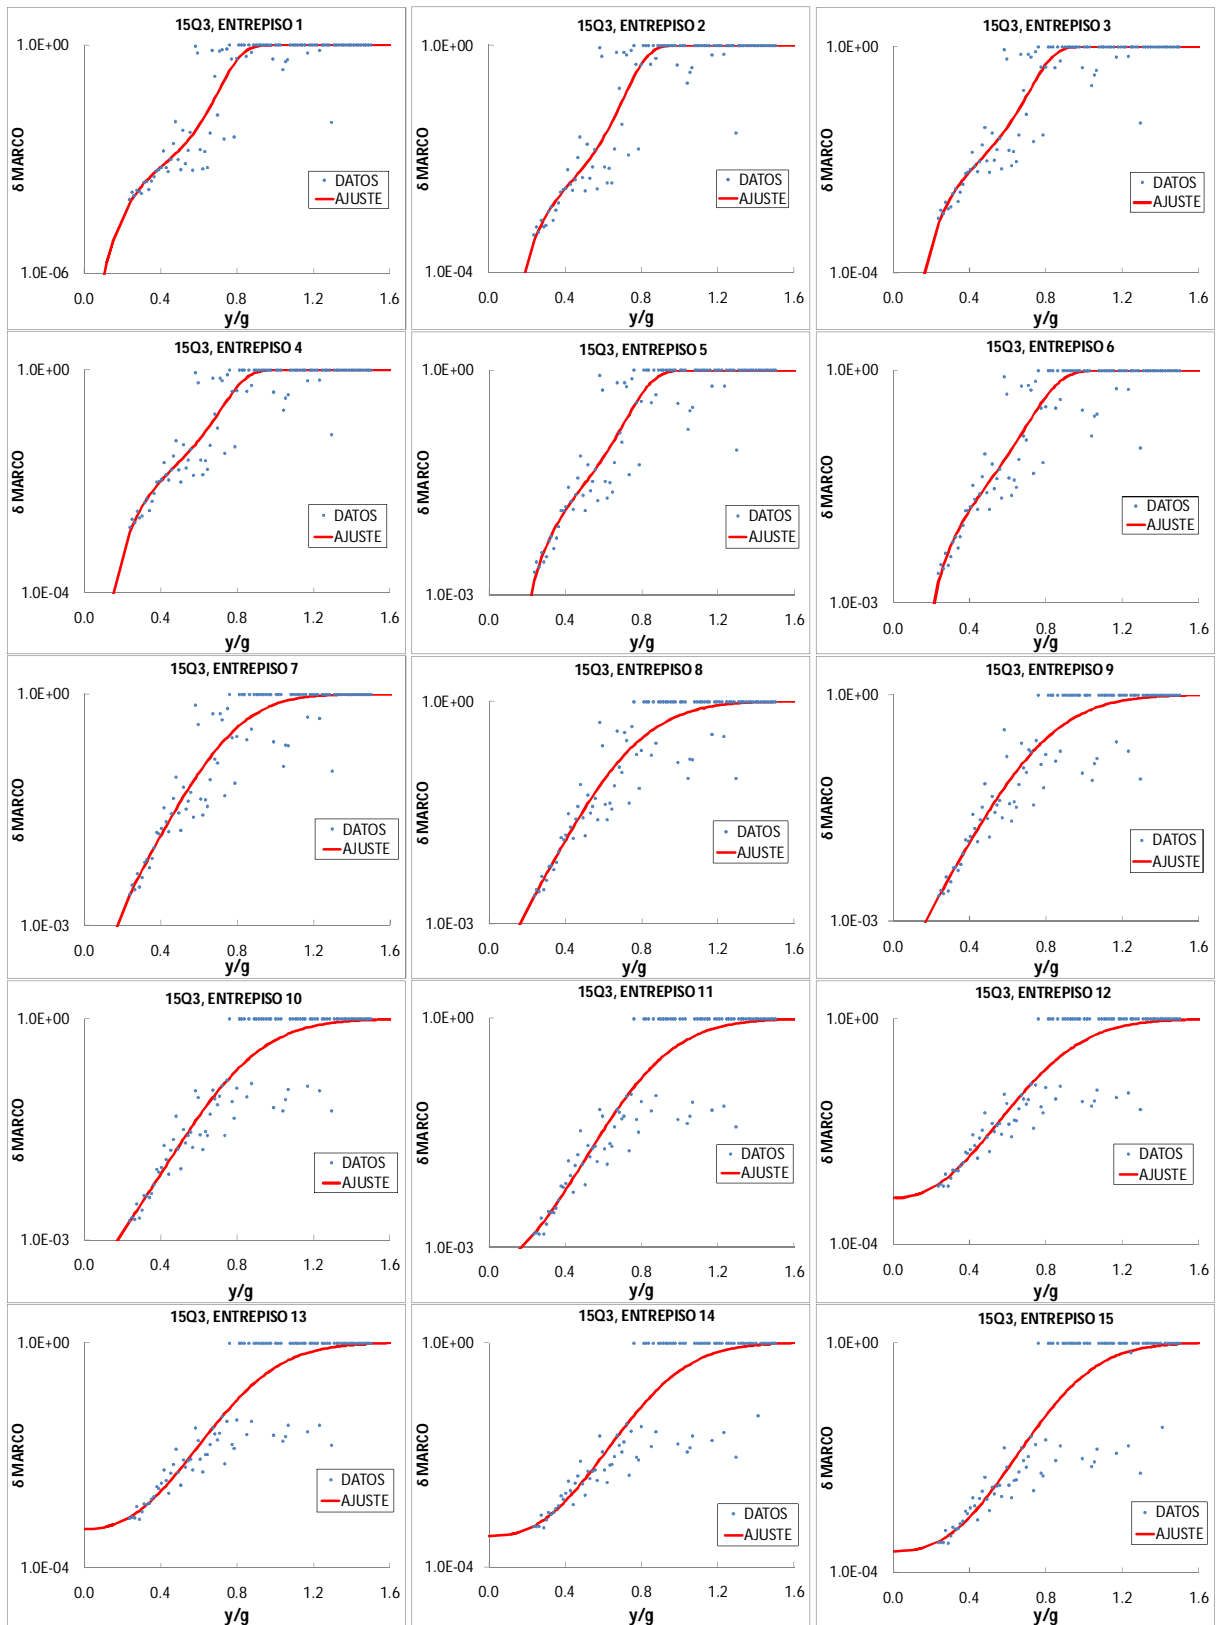 15Q3, ENTREPISO 1
1.0E+00
δ MARCO
DATOS
AJUSTE
1.0E-06
0.0 0.4 0.8 1.2 1.6
y/g
15Q3, ENTREPISO 2
1.0E+00
δ MARCO
DATOS
AJUSTE
1.0E-04
0.0 0.4 0.8 1.2 1.6
y/g
15Q3, ENTREPISO 3
1.0E+00
δ MARCO
DATOS
AJUSTE
1.0E-04
0.0 0.4 0.8 1.2 1.6
y/g
15Q3, ENTREPISO 4
1.0E+00
δ MARCO
DATOS
AJUSTE
1.0E-04
0.0 0.4 0.8 1.2 1.6
y/g
15Q3, ENTREPISO 5
1.0E+00
δ MARCO
DATOS
AJUSTE
1.0E-03
0.0 0.4 0.8 1.2 1.6
y/g
15Q3, ENTREPISO 6
1.0E+00
δ MARCO
DATOS
AJUSTE
1.0E-03
0.0 0.4 0.8 1.2 1.6
y/g
15Q3, ENTREPISO 7
1.0E+00
δ MARCO
DATOS
AJUSTE
1.0E-03
0.0 0.4 0.8 1.2 1.6
y/g
15Q3, ENTREPISO 8
1.0E+00
δ MARCO
DATOS
AJUSTE
1.0E-03
0.0 0.4 0.8 1.2 1.6
y/g
15Q3, ENTREPISO 9
1.0E+00
δ MARCO
DATOS
AJUSTE
1.0E-03
0.0 0.4 0.8 1.2 1.6
y/g
15Q3, ENTREPISO 10
1.0E+00
δ MARCO
DATOS
AJUSTE
1.0E-03
0.0 0.4 0.8 1.2 1.6
y/g
15Q3, ENTREPISO 11
1.0E+00
δ MARCO
DATOS
AJUSTE
1.0E-03
0.0 0.4 0.8 1.2 1.6
y/g
15Q3, ENTREPISO 12
1.0E+00
δ MARCO
DATOS
AJUSTE
1.0E-04
0.0 0.4 0.8 1.2 1.6
y/g
15Q3, ENTREPISO 13
1.0E+00
δ MARCO
DATOS
AJUSTE
1.0E-04
0.0 0.4 0.8 1.2 1.6
y/g
15Q3, ENTREPISO 14
1.0E+00
δ MARCO
DATOS
AJUSTE
1.0E-04
0.0 0.4 0.8 1.2 1.6
y/g
15Q3, ENTREPISO 15
1.0E+00
δ MARCO
DATOS
AJUSTE
1.0E-04
0.0 0.4 0.8 1.2 1.6
y/g